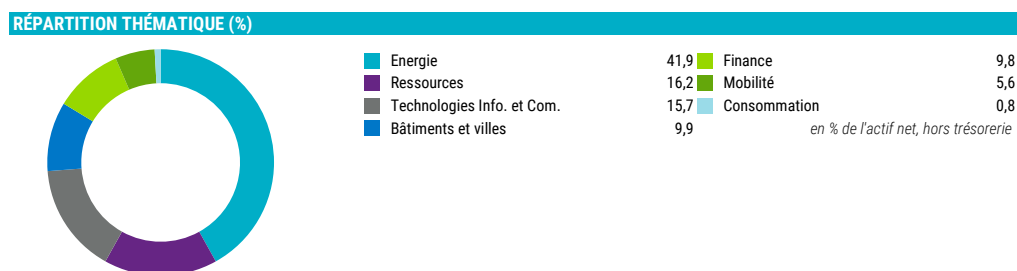 RÉPARTITION THÉMATIQUE (%)
Energie 41,9
Ressources 16,2
Technologies Info. et Com. 15,7
Bâtiments et villes 9,9
Finance 9,8
Mobilité 5,6
Consommation 0,8
en % de l'actif net, hors trésorerie